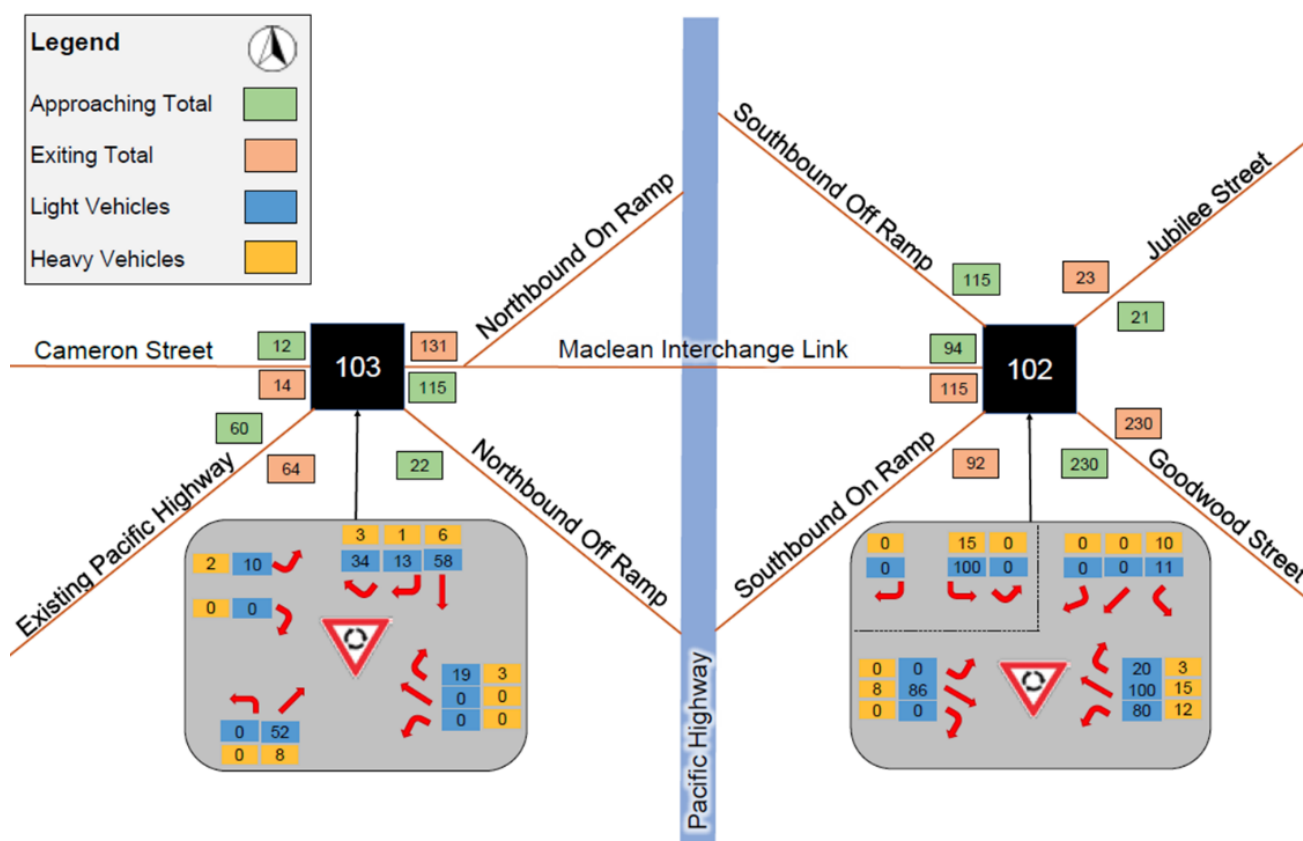 Legend
Approaching Total
Exiting Total
Light Vehicles
Heavy Vehicles
Southbound Off Ramp
Jubilee Street
Northbound On Ramp
115
23
21
Cameron Street
12
103
131
Maclean Interchange Link
94
102
14
115
115
60
64
22
92
230
230
Existing Pacific Highway
Northbound Off Ramp
Pacific Highway
Southbound On Ramp
Goodwood Street
3 1 6
2 10
34 13 58
0 0
19 3
0 0
0 0
0 52
0 8
0
15 0
0 0 10
0
100 0
0 0 11
0 0
8 86
0 0
20 3
100 15
80 12